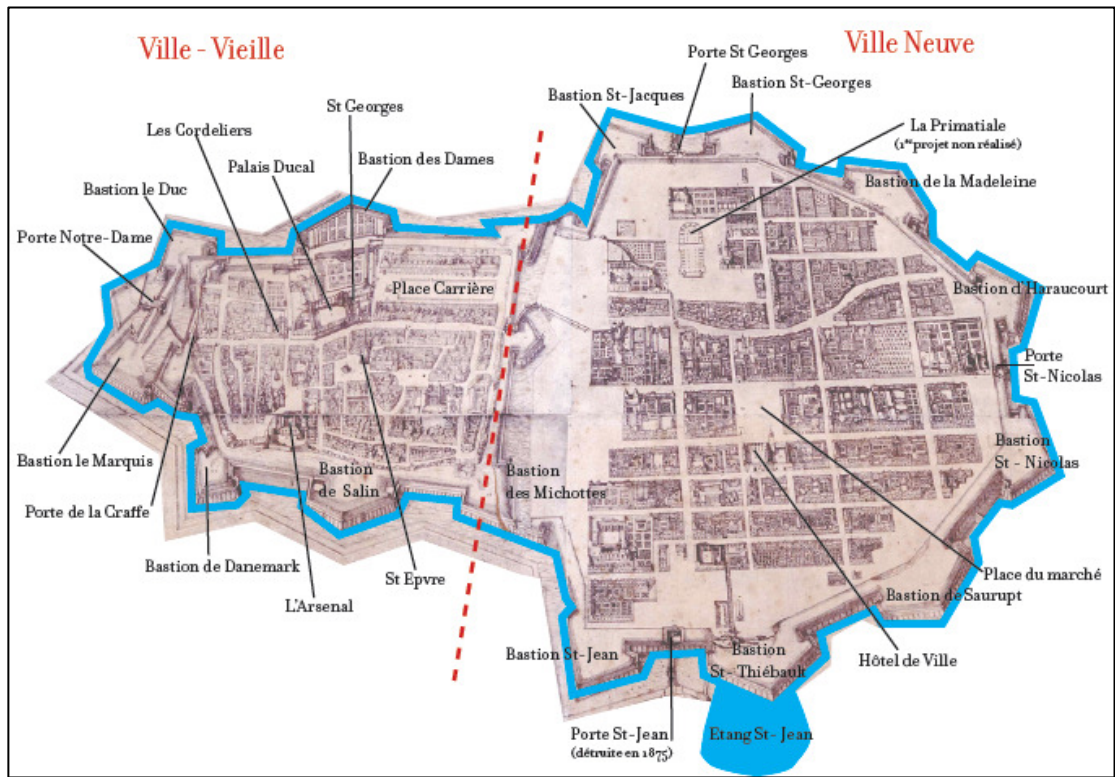 Ville - Vieille
Ville Neuve
Porte St Georges
Bastion St-Georges
Bastion St-Jacques
St Georges
Les Cordeliers
La Primatiale
(1er projet non réalisé)
Palais Ducal
Bastion des Dames
Bastion de la Madeleine
Bastion le Duc
Porte Notre-Dame
Place Carrière
Bastion d'Haraucourt
Porte
St-Nicolas
Bastion
St - Nicolas
Bastion le Marquis
Bastion
de Salin
Bastion
des Michottes
Porte de la Craffe
Bastion de Danemark
St Epvre
L'Arsenal
Place du marché
Bastion de Saurupt
Bastion St-Jean
Bastion
St-Thiébault
Hôtel de Ville
Porte St-Jean
(détruite en 1875)
Etang St-Jean